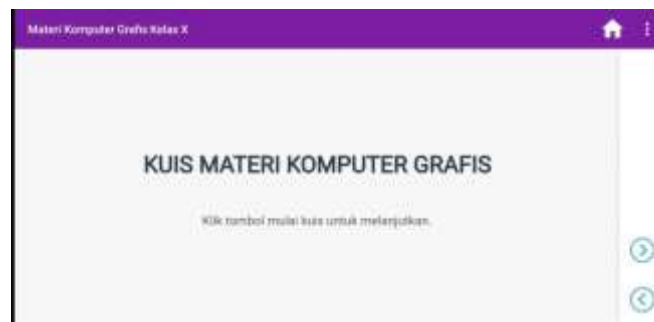 Materi Komputer Grafis Kelas X
KUIS MATERI KOMPUTER GRAFIS
Klik tombol mulai kuis untuk melanjutkan.